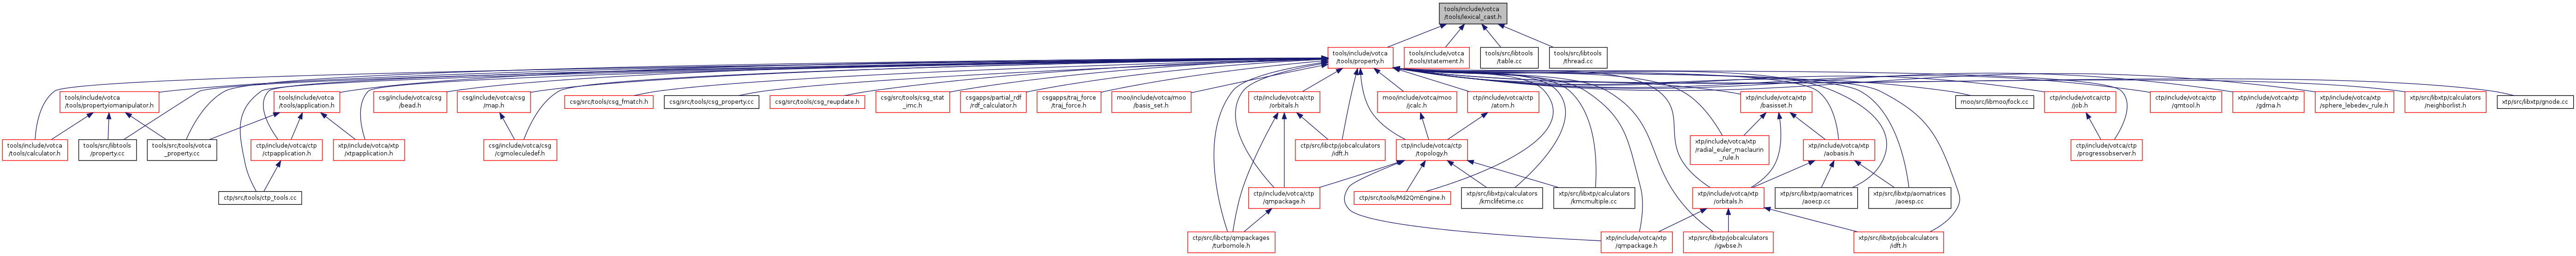 tools/include/votca
/tools/lexical_cast.h
tools/include/votca
/tools/property.h
tools/include/votca
/tools/statement.h
tools/src/libtools
/table.cc
tools/src/libtools
/thread.cc
tools/include/votca
/tools/propertyiomanipulator.h
tools/include/votca
/tools/application.h
csg/include/votca/csg
/bead.h
csg/include/votca/csg
/map.h
csg/src/tools/csg_fmatch.h
csg/src/tools/csg_property.cc
csg/src/tools/csg_reupdate.h
csg/src/tools/csg_stat
_imc.h
csgapps/partial_rdf
/rdf_calculator.h
csgapps/traj_force
/traj_force.h
moo/include/votca/moo
/basis_set.h
ctp/include/votca/ctp
/orbitals.h
moo/include/votca/moo
/jcalc.h
ctp/include/votca/ctp
/atom.h
xtp/include/votca/xtp
/basisset.h
moo/src/libmoo/fock.cc
ctp/include/votca/ctp
/job.h
ctp/include/votca/ctp
/qmtool.h
xtp/include/votca/xtp
/gdma.h
xtp/include/votca/xtp
/sphere_lebedev_rule.h
xtp/src/libxtp/calculators
/neighborlist.h
xtp/src/libxtp/gnode.cc
tools/include/votca
/tools/calculator.h
tools/src/libtools
/property.cc
tools/src/tools/votca
_property.cc
ctp/include/votca/ctp
/ctpapplication.h
xtp/include/votca/xtp
/xtpapplication.h
csg/include/votca/csg
/cgmoleculedef.h
ctp/src/libctp/jobcalculators
/idft.h
ctp/include/votca/ctp
/topology.h
xtp/include/votca/xtp
/radial_euler_maclaurin
_rule.h
xtp/include/votca/xtp
/aobasis.h
ctp/include/votca/ctp
/progressobserver.h
ctp/src/tools/ctp_tools.cc
ctp/include/votca/ctp
/qmpackage.h
ctp/src/tools/Md2QmEngine.h
xtp/src/libxtp/calculators
/kmclifetime.cc
xtp/src/libxtp/calculators
/kmcmultiple.cc
xtp/include/votca/xtp
/orbitals.h
xtp/src/libxtp/aomatrices
/aoecp.cc
xtp/src/libxtp/aomatrices
/aoesp.cc
ctp/src/libctp/qmpackages
/turbomole.h
xtp/include/votca/xtp
/qmpackage.h
xtp/src/libxtp/jobcalculators
/igwbse.h
xtp/src/libxtp/jobcalculators
/idft.h